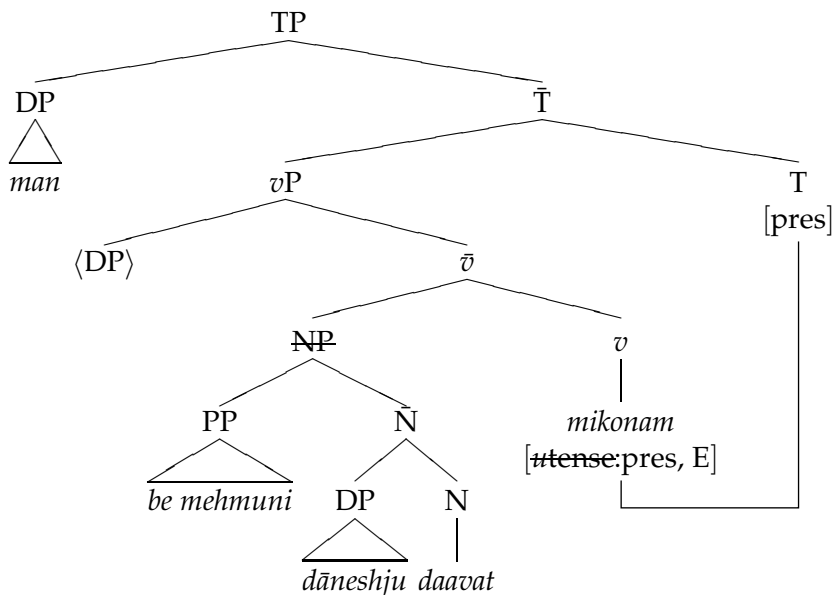 TP
DP T̄
man
vP T
[pres]
⟨DP⟩ v̄
NP v
PP N̄ mikonam
[utense:pres, E]
be mehmuni DP N
dāneshju daavat